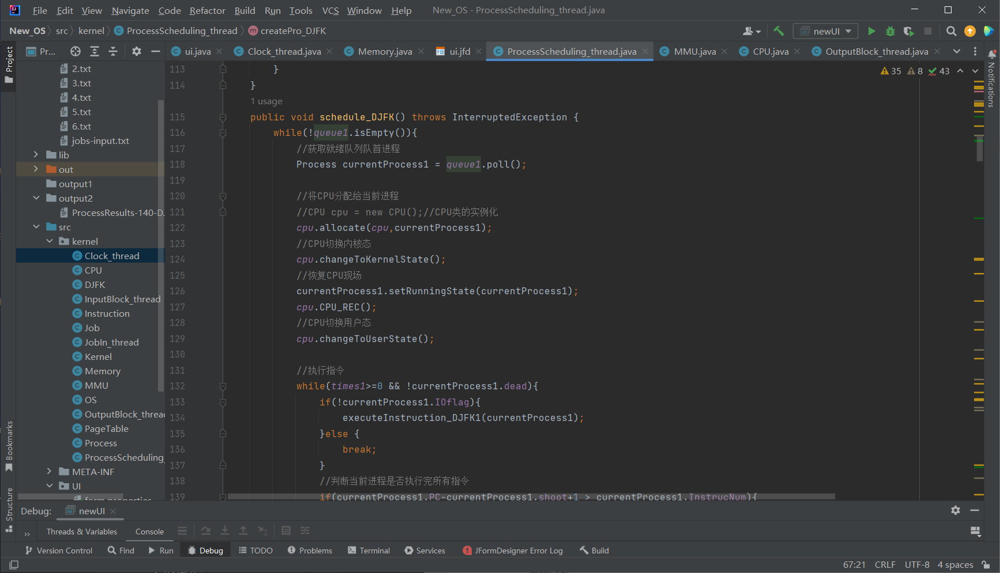 File Edit View Navigate Code Refactor Build Run Tools VCS Window Help New_OS - ProcessScheduling_thread.java
New_OS src kernel ProcessScheduling_thread createPro_DJFK newUI
Project Pr... ui.java Clock_thread.java Memory.java ui.jfd ProcessScheduling_thread.java MMU.java CPU.java OutputBlock_thread.java
Notifications
35 8 43
2.txt
3.txt
4.txt
5.txt
6.txt
jobs-input.txt
lib
out
output1
output2
ProcessResults-140-D
src
kernel
Clock_thread
CPU
DJFK
InputBlock_thread
Instruction
Job
JobIn_thread
Kernel
Memory
MMU
OS
OutputBlock_threa
PageTable
Process
ProcessScheduling_
META-INF
UI
form.properties
113 }
114 }
1 usage
115 public void schedule_DJFK() throws InterruptedException {
116 while(!queue1.isEmpty()){
117 //获取就绪队列队首进程
118 Process currentProcess1 = queue1.poll();
119
120 //将CPU分配给当前进程
121 //CPU cpu = new CPU();//CPU类的实例化
122 cpu.allocate(cpu,currentProcess1);
123 //CPU切换内核态
124 cpu.changeToKernelState();
125 //恢复CPU现场
126 currentProcess1.setRunningState(currentProcess1);
127 cpu.CPU_REC();
128 //CPU切换用户态
129 cpu.changeToUserState();
130
131 //执行指令
132 while(times1>=0 && !currentProcess1.dead){
133 if(!currentProcess1.IOflag){
134 executeInstruction_DJFK1(currentProcess1);
135 }else {
136 break;
137 }
138 //判断当前进程是否执行完所有指令
139 if(currentProcess1.PC-currentProcess1.shoot+1 > currentProcess1.InstrucNum){
Bookmarks
Structure
Debug: newUI
Threads & Variables Console
Version Control Find Run Debug TODO Problems Terminal Services JFormDesigner Error Log Build
67:21 CRLF UTF-8 4 spaces